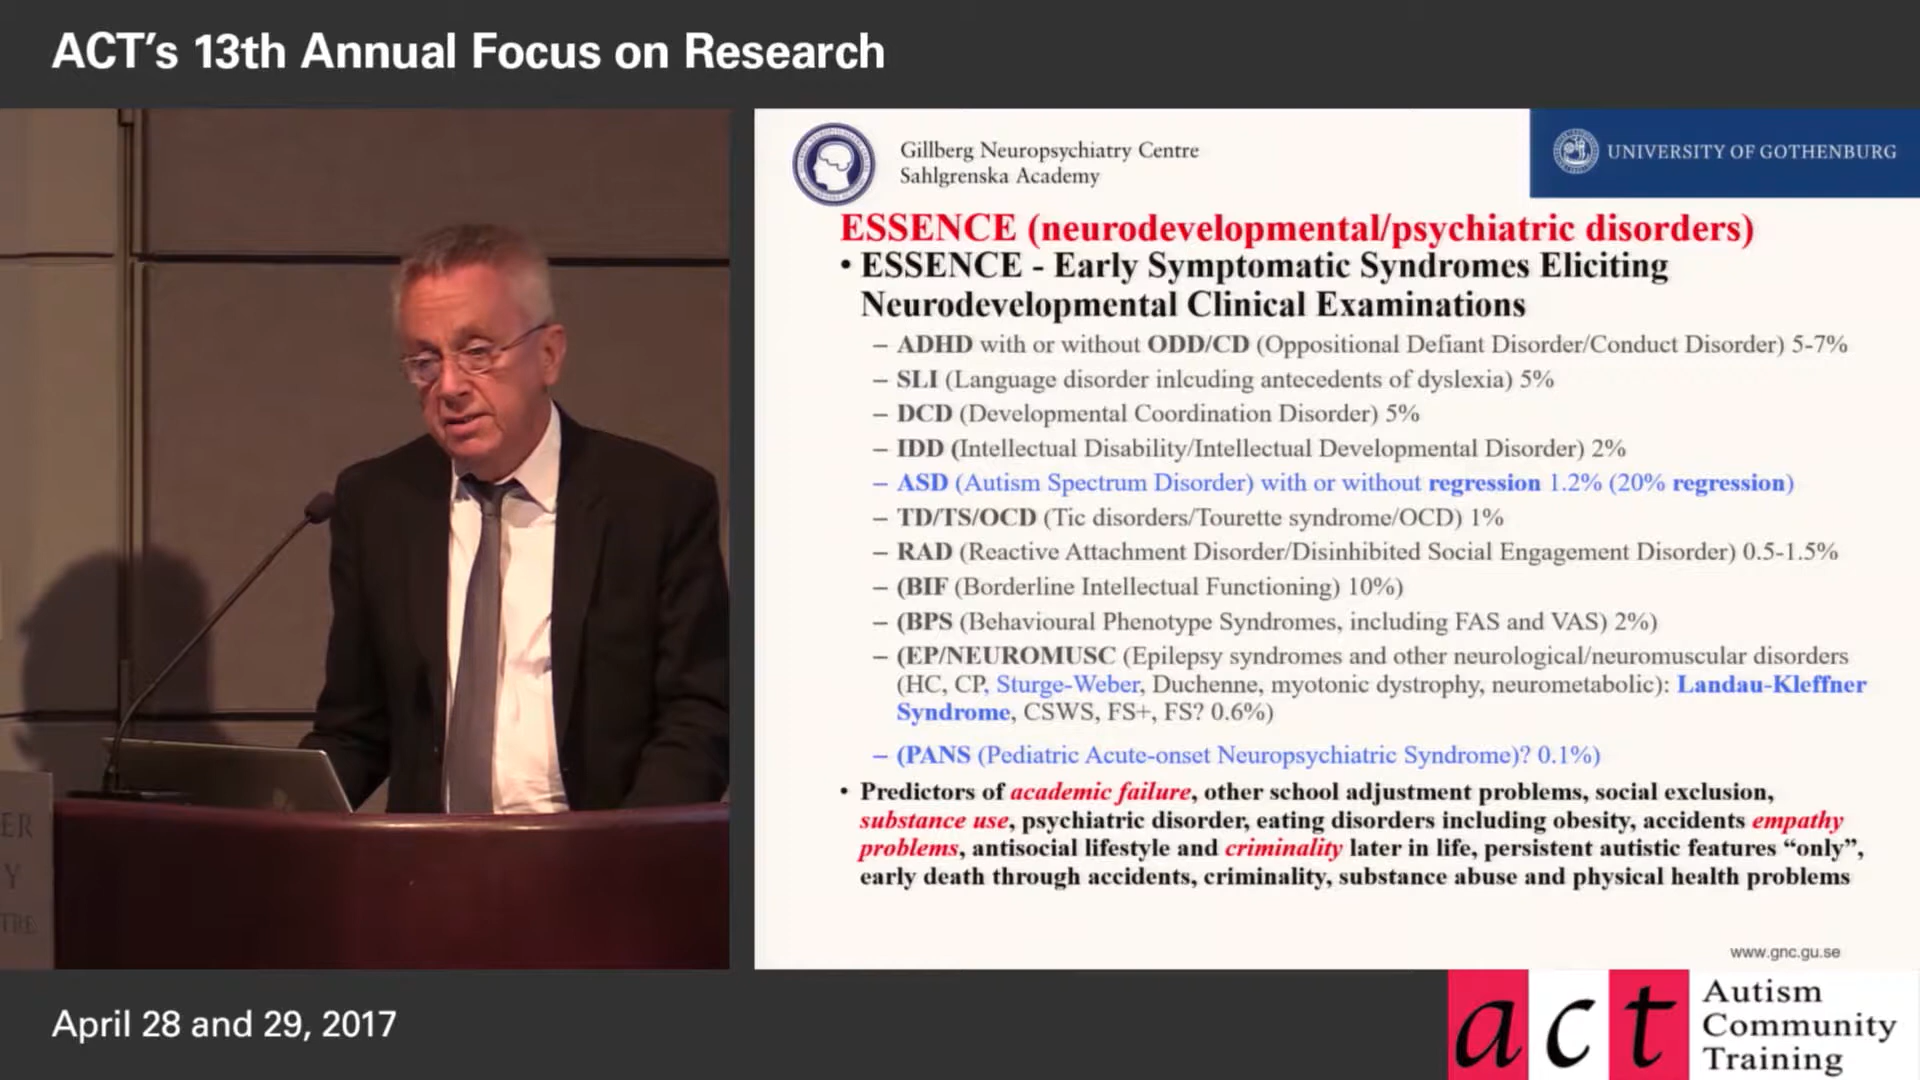 ACT's 13th Annual Focus on Research
Gillberg Neuropsychiatry Centre
Sahlgrenska Academy
UNIVERSITY OF GOTHENBURG
ESSENCE (neurodevelopmental/psychiatric disorders)
• ESSENCE - Early Symptomatic Syndromes Eliciting
Neurodevelopmental Clinical Examinations
– ADHD with or without ODD/CD (Oppositional Defiant Disorder/Conduct Disorder) 5-7%
– SLI (Language disorder inlcuding antecedents of dyslexia) 5%
– DCD (Developmental Coordination Disorder) 5%
– IDD (Intellectual Disability/Intellectual Developmental Disorder) 2%
– ASD (Autism Spectrum Disorder) with or without regression 1.2% (20% regression)
– TD/TS/OCD (Tic disorders/Tourette syndrome/OCD) 1%
– RAD (Reactive Attachment Disorder/Disinhibited Social Engagement Disorder) 0.5-1.5%
– (BIF (Borderline Intellectual Functioning) 10%)
– (BPS (Behavioural Phenotype Syndromes, including FAS and VAS) 2%)
– (EP/NEUROMUSC (Epilepsy syndromes and other neurological/neuromuscular disorders
(HC, CP, Sturge-Weber, Duchenne, myotonic dystrophy, neurometabolic): Landau-Kleffner
Syndrome, CSWS, FS+, FS? 0.6%)
– (PANS (Pediatric Acute-onset Neuropsychiatric Syndrome)? 0.1%)
• Predictors of academic failure, other school adjustment problems, social exclusion,
substance use, psychiatric disorder, eating disorders including obesity, accidents empathy
problems, antisocial lifestyle and criminality later in life, persistent autistic features “only”,
early death through accidents, criminality, substance abuse and physical health problems
www.gnc.gu.se
ER
Y
TRE
April 28 and 29, 2017
act
Autism
Community
Training